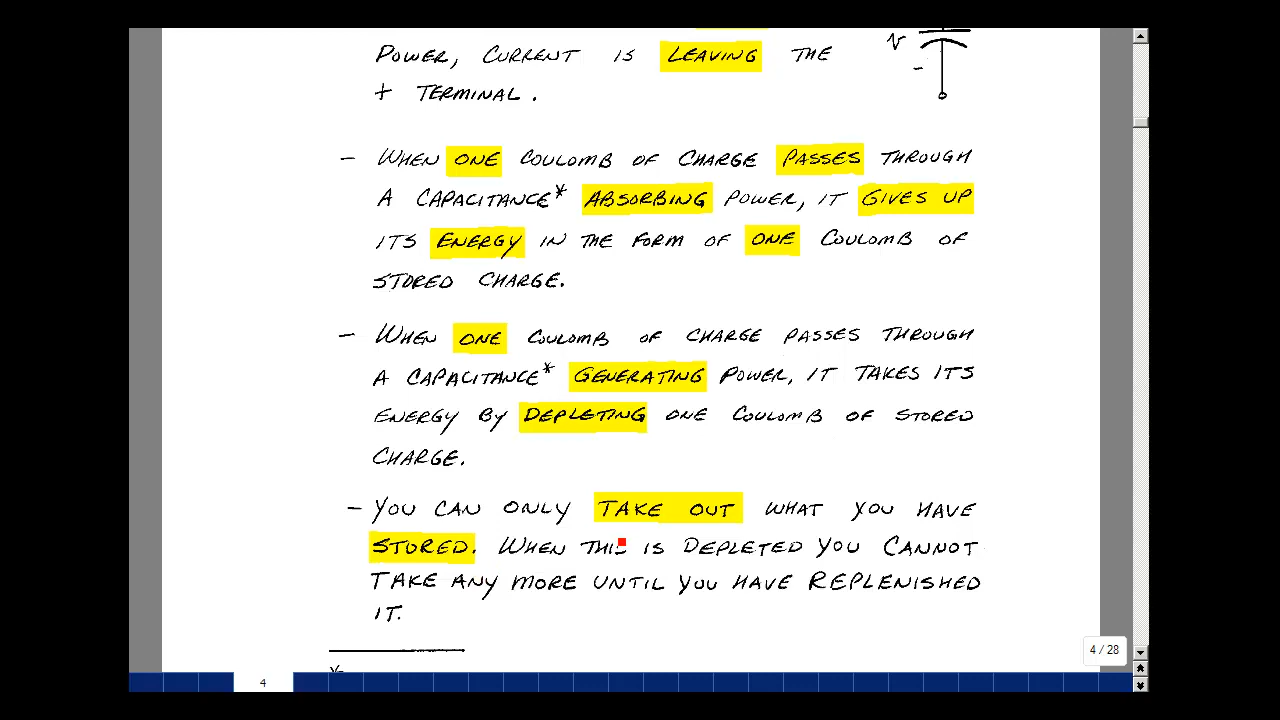 POWER, CURRENT IS LEAVING THE
+ TERMINAL.
V
-
- WHEN ONE COULOMB OF CHARGE PASSES THROUGH
A CAPACITANCE* ABSORBING POWER, IT GIVES UP
ITS ENERGY IN THE FORM OF ONE COULOMB OF
STORED CHARGE.
- WHEN ONE COULOMB OF CHARGE PASSES THROUGH
A CAPACITANCE* GENERATING POWER, IT TAKES ITS
ENERGY BY DEPLETING ONE COULOMB OF STORED
CHARGE.
- YOU CAN ONLY TAKE OUT WHAT YOU HAVE
STORED. WHEN THIS IS DEPLETED YOU CANNOT
TAKE ANY MORE UNTIL YOU HAVE REPLENISHED
IT.
4 / 28
4